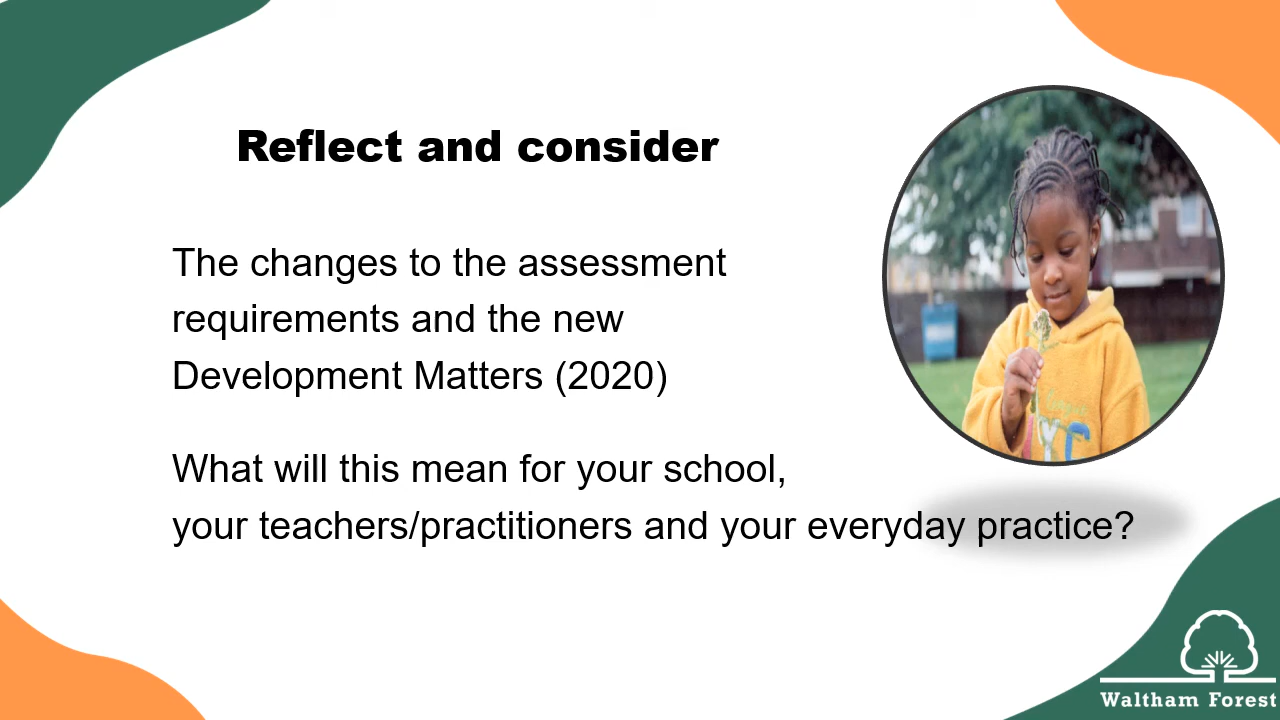 Reflect and consider
The changes to the assessment
requirements and the new
Development Matters (2020)
What will this mean for your school,
your teachers/practitioners and your everyday practice?
Waltham Forest